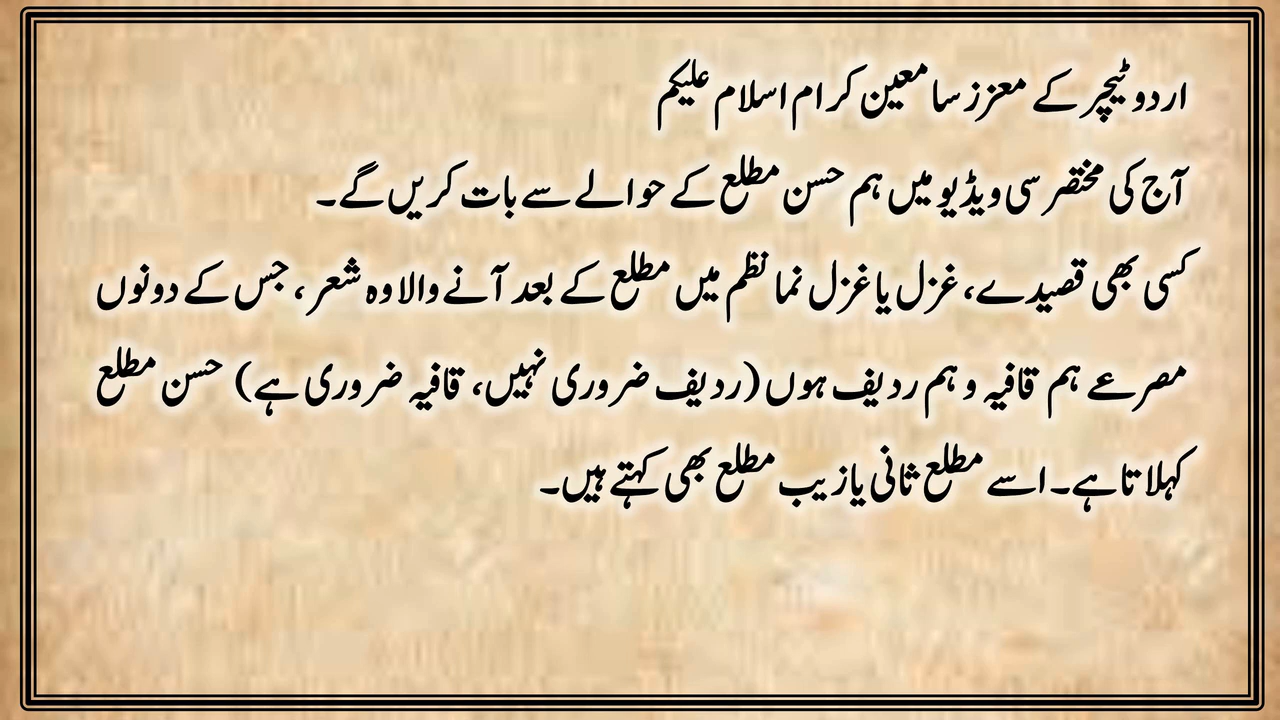 اردو ٹیچر کے معزز سامعین کرام اسلام علیکم
آج کی مختصر سی ویڈیو میں ہم حسن مطلع کے حوالے سے بات کریں گے۔
کسی بھی قصیدے، غزل یا غزل نما نظم میں مطلع کے بعد آنے والا وہ شعر، جس کے دونوں
مصرعے ہم قافیہ و ہم ردیف ہوں (ردیف ضروری نہیں، قافیہ ضروری ہے) حسن مطلع
کہلاتا ہے۔ اسے مطلع ثانی یا زیب مطلع بھی کہتے ہیں۔